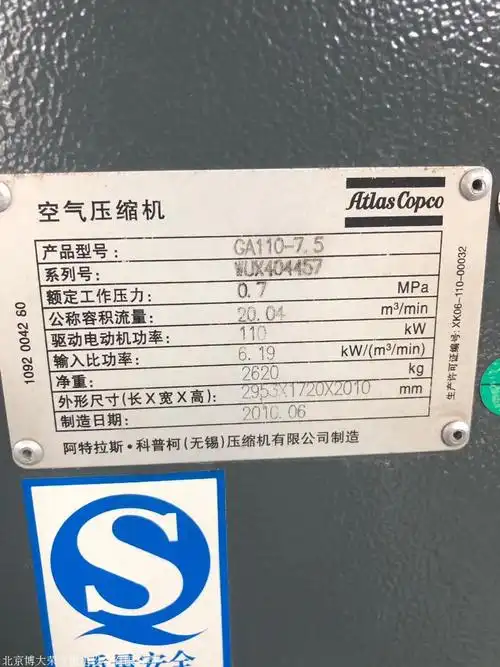 空气压缩机
Atlas Copco
产品型号: GA110-7.5
系列号: WUX404457
额定工作压力: 0.7 MPa
公称容积流量: 20.04 m³/min
驱动电动机功率: 110 kW
输入比功率: 6.19 kW/(m³/min)
净重: 2620 kg
外形尺寸(长X宽X高): 2953X1720X2010 mm
制造日期: 2010.06
阿特拉斯·科普柯(无锡)压缩机有限公司制造
1092 0042 60
生产许可证编号: XK06-110-00032
质量安全
北京博大荣